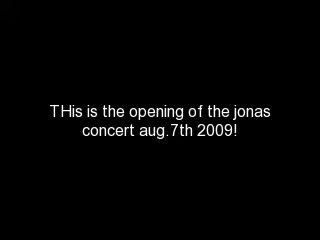 THis is the opening of the jonas
concert aug.7th 2009!